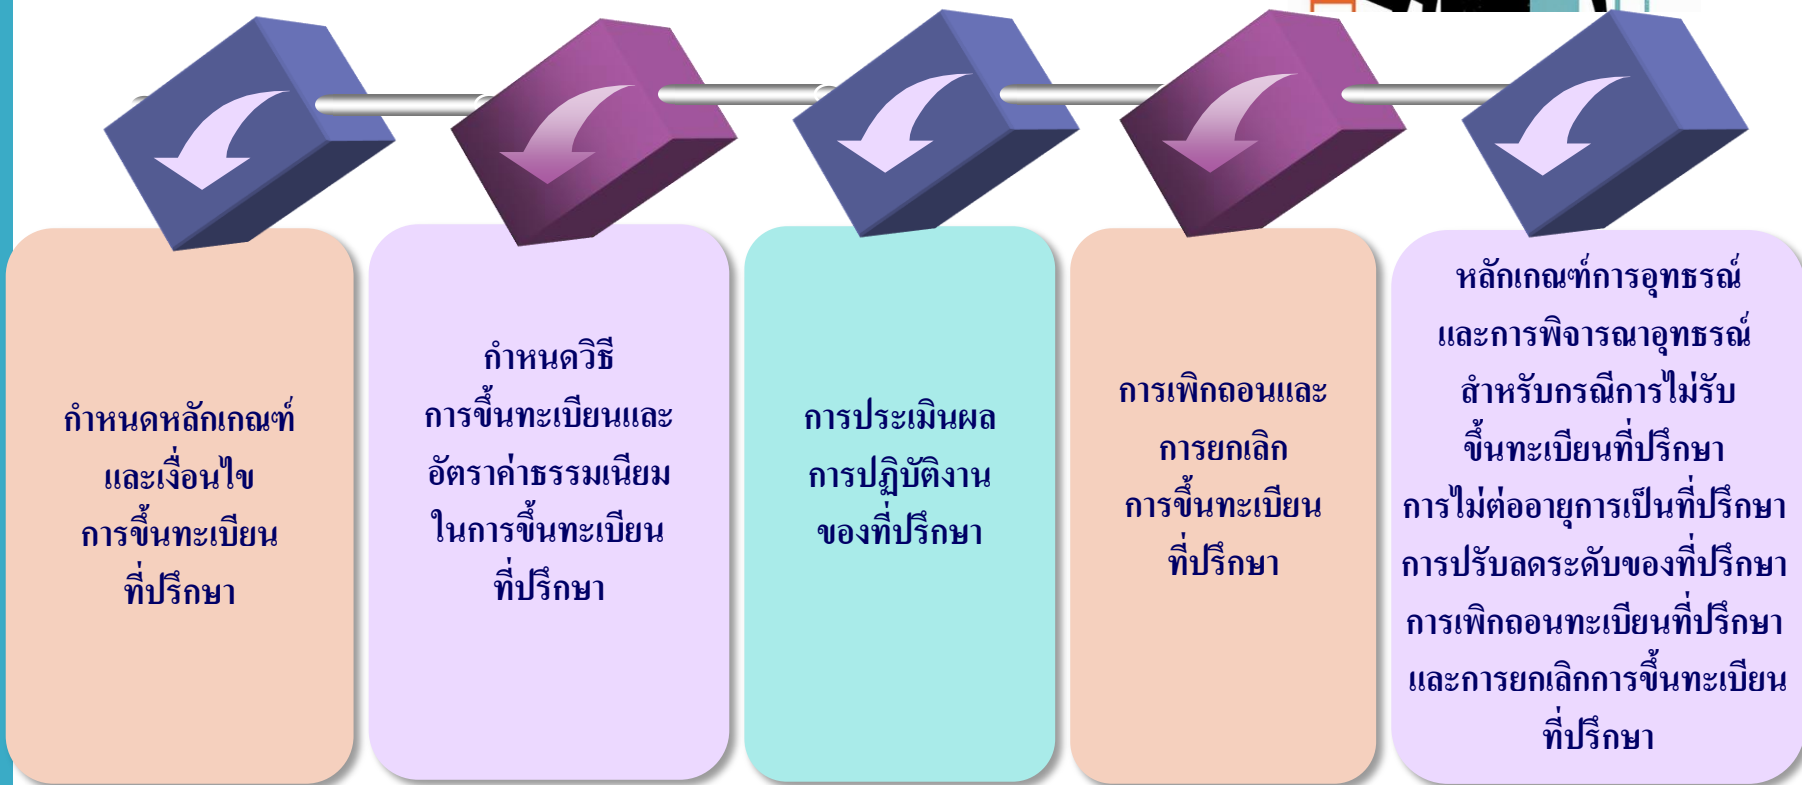 กำหนดหลักเกณฑ์
และเงื่อนไข
การขึ้นทะเบียน
ที่ปรึกษา
กำหนดวิธี
การขึ้นทะเบียนและ
อัตราค่าธรรมเนียม
ในการขึ้นทะเบียน
ที่ปรึกษา
การประเมินผล
การปฏิบัติงาน
ของที่ปรึกษา
การเพิกถอนและ
การยกเลิก
การขึ้นทะเบียน
ที่ปรึกษา
หลักเกณฑ์การอุทธรณ์
และการพิจารณาอุทธรณ์
สำหรับกรณีการไม่รับ
ขึ้นทะเบียนที่ปรึกษา
การไม่ต่ออายุการเป็นที่ปรึกษา
การปรับลดระดับของที่ปรึกษา
การเพิกถอนทะเบียนที่ปรึกษา
และการยกเลิกการขึ้นทะเบียน
ที่ปรึกษา